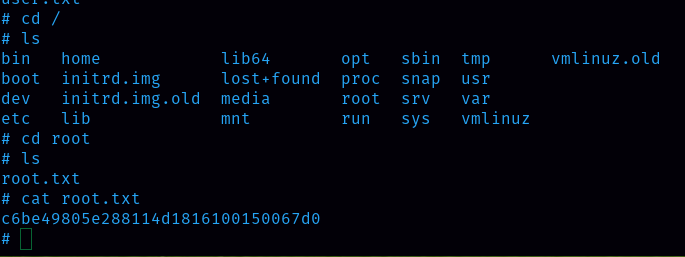 user.txt
# cd /
# ls
bin   home            lib64       opt   sbin  tmp      vmlinuz.old
boot  initrd.img      lost+found  proc  snap  usr
dev   initrd.img.old  media       root  srv   var
etc   lib             mnt         run   sys   vmlinuz
# cd root
# ls
root.txt
# cat root.txt
c6be49805e288114d1816100150067d0
#